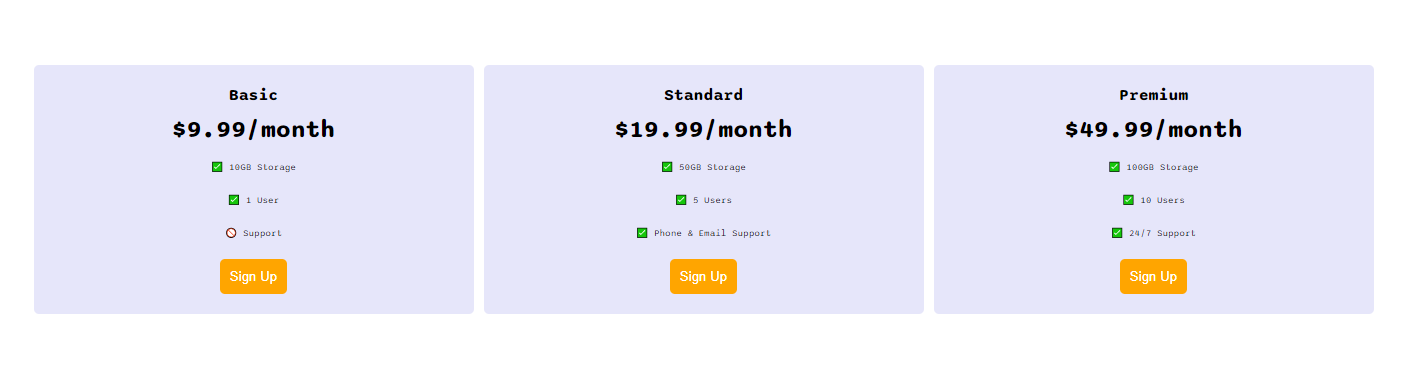 Basic
$9.99/month
✅ 10GB Storage
✅ 1 User
🚫 Support
Sign Up
Standard
$19.99/month
✅ 50GB Storage
✅ 5 Users
✅ Phone & Email Support
Sign Up
Premium
$49.99/month
✅ 100GB Storage
✅ 10 Users
✅ 24/7 Support
Sign Up